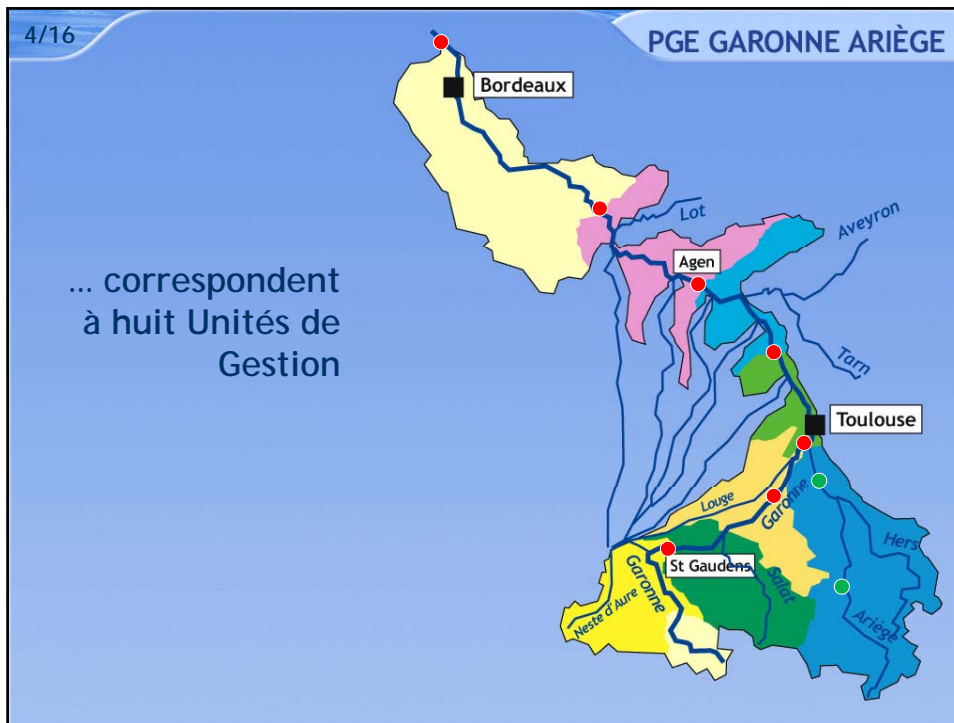 4/16
PGE GARONNE ARIÈGE
Bordeaux
Lot
Aveyron
Agen
... correspondent
à huit Unités de
Gestion
Tarn
Toulouse
Louge
Garonne
Hers
St Gaudens
Garonne
Salat
Neste d'Aure
Ariège